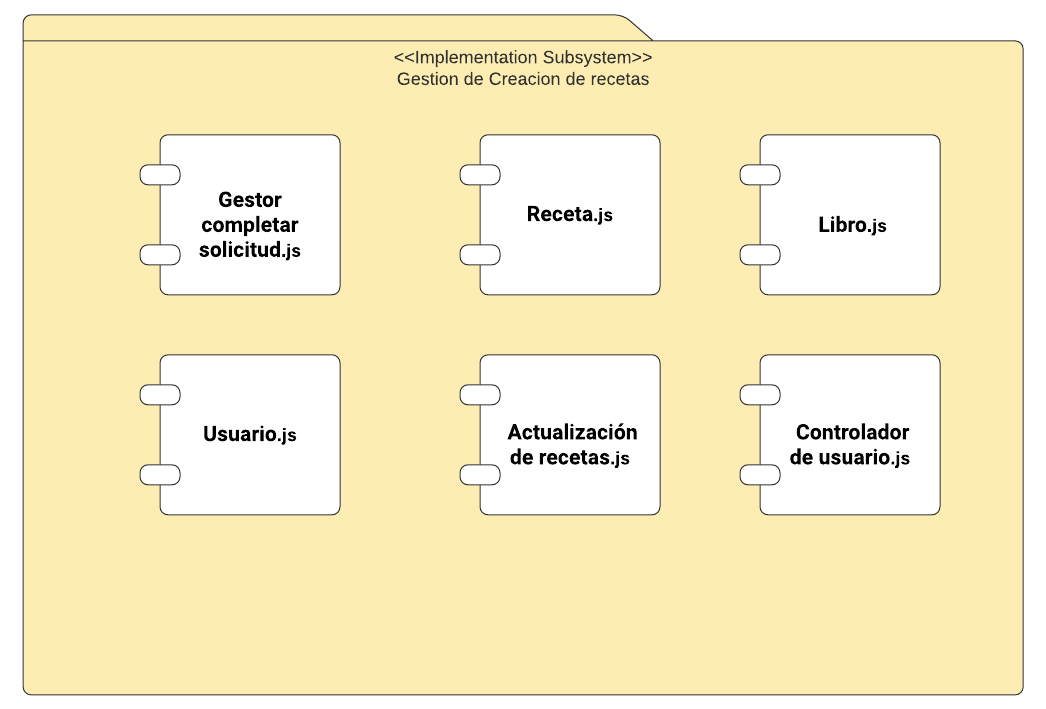 <<Implementation Subsystem>>
Gestion de Creacion de recetas
Gestor
completar
solicitud.js
Receta.js
Libro.js
Usuario.js
Actualización
de recetas.js
Controlador
de usuario.js